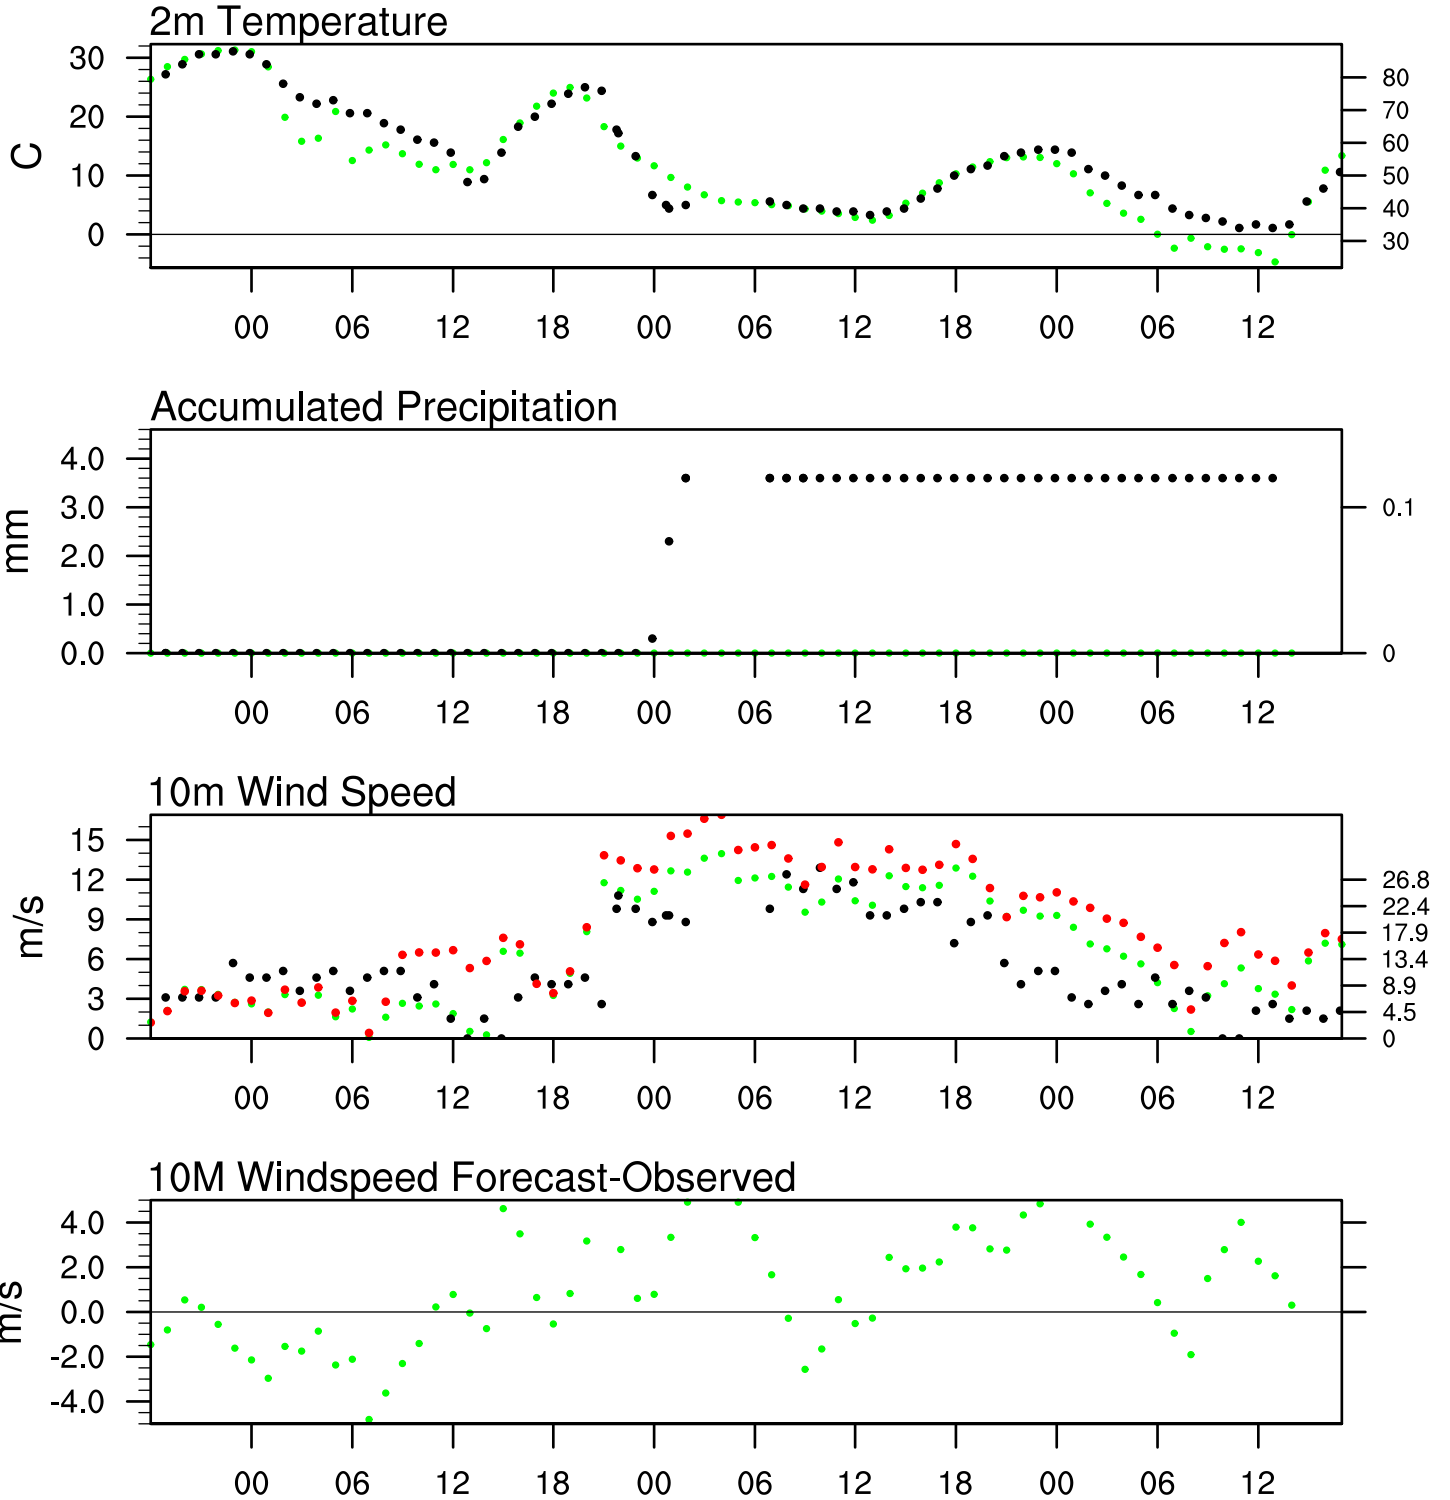 2m Temperature
30
20
10
0
C
80
70
60
50
40
30
00 06 12 18 00 06 12 18 00 06 12
Accumulated Precipitation
4.0
3.0
2.0
1.0
0.0
mm
0.1
0
00 06 12 18 00 06 12 18 00 06 12
10m Wind Speed
15
12
9
6
3
0
m/s
26.8
22.4
17.9
13.4
8.9
4.5
0
00 06 12 18 00 06 12 18 00 06 12
10M Windspeed Forecast-Observed
4.0
2.0
0.0
-2.0
-4.0
m/s
00 06 12 18 00 06 12 18 00 06 12